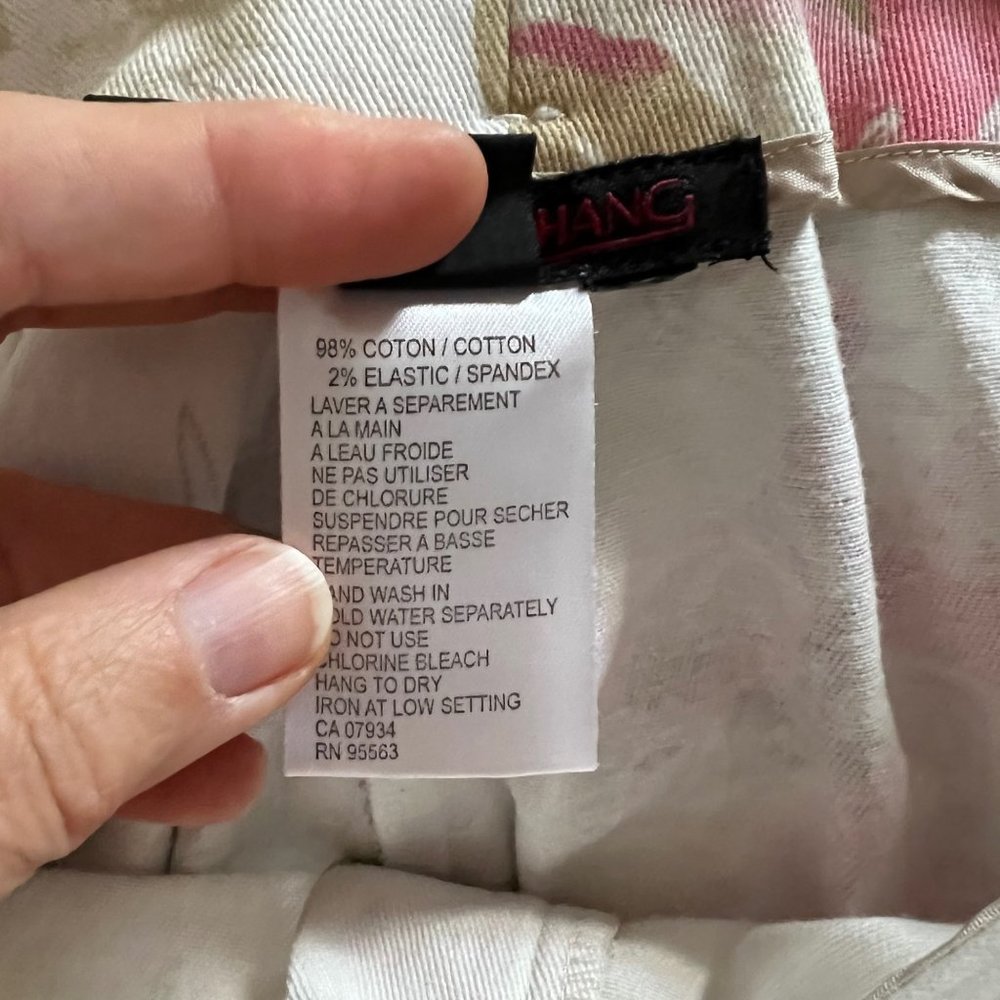 HANG
98% COTON / COTTON
2% ELASTIC / SPANDEX
LAVER A SEPAREMENT
A LA MAIN
A LEAU FROIDE
NE PAS UTILISER
DE CHLORURE
SUSPENDRE POUR SECHER
REPASSER A BASSE
TEMPERATURE
AND WASH IN
OLD WATER SEPARATELY
O NOT USE
CHLORINE BLEACH
HANG TO DRY
IRON AT LOW SETTING
CA 07934
RN 95563